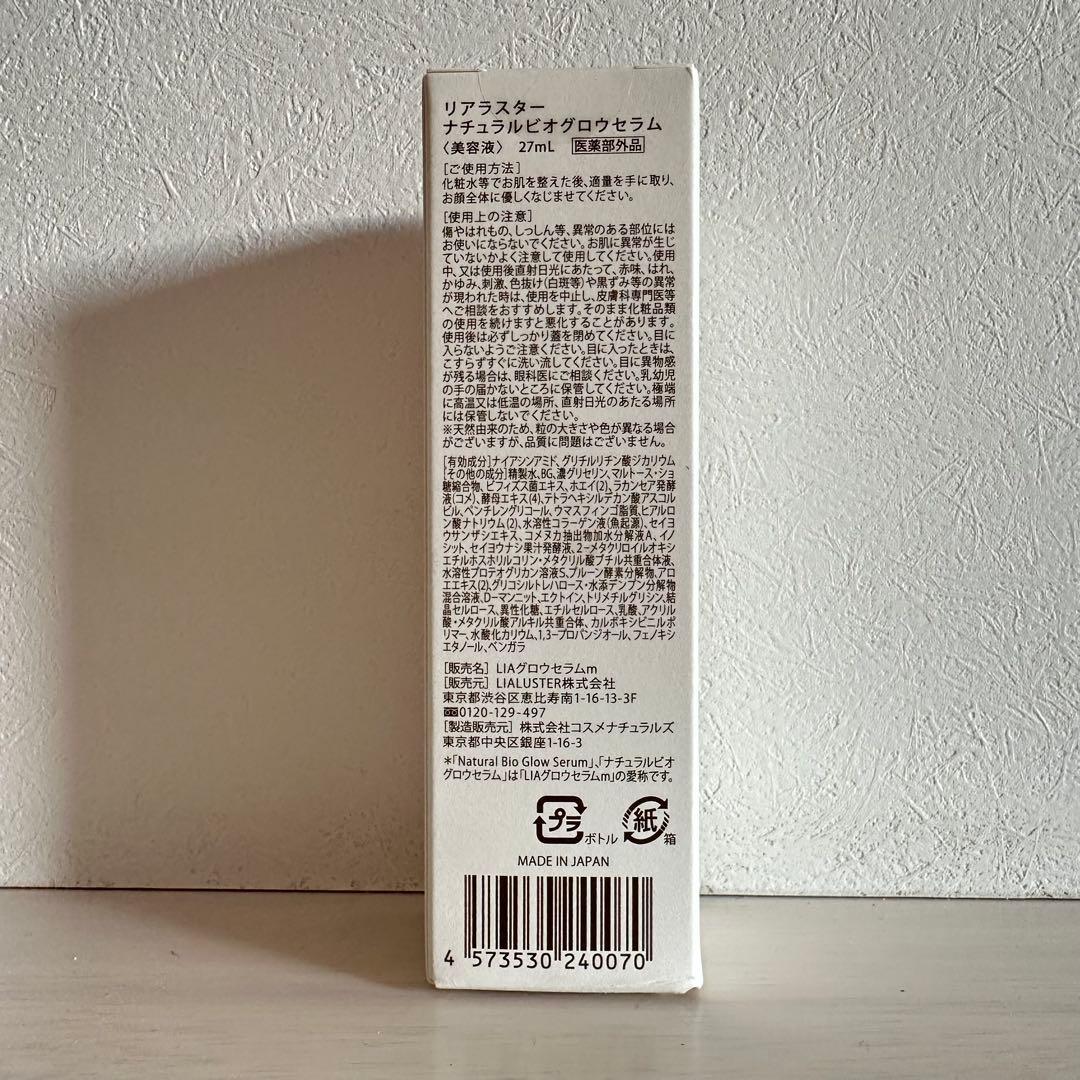 リアラスター
ナチュラルビオグロウセラム
〈美容液〉 27mL 医薬部外品
[ご使用方法]
化粧水等でお肌を整えた後、適量を手に取り、
お顔全体に優しくなじませてください。
[使用上の注意]
傷やはれもの、しっしん等、異常のある部位には
お使いにならないでください。お肌に異常が生じ
ていないかよく注意して使用してください。使用
中、又は使用後直射日光にあたって、赤味、はれ、
かゆみ、刺激、色抜け(白斑等)や黒ずみ等の異常
が現われた時は、使用を中止し、皮膚科専門医等
へご相談をおすすめします。そのまま化粧品類
の使用を続けますと悪化することがあります。
使用後は必ずしっかり蓋を閉めてください。目に
入らないようご注意ください。目に入ったときは、
こすらずすぐに洗い流してください。目に異物感
が残る場合は、眼科医にご相談ください。乳幼児
の手の届かないところに保管してください。極端
に高温又は低温の場所、直射日光のあたる場所
には保管しないでください。
※天然由来のため、粒の大きさや色が異なる場合
がございますが、品質に問題はございません。
[有効成分]ナイアシンアミド、グリチルリチン酸ジカリウム
[その他の成分]精製水、BG、濃グリセリン、マルトース・ショ
糖縮合物、ビフィズス菌エキス、ホエイ(2)、ラカンセア発酵
液(コメ)、酵母エキス(4)、テトラヘキシルデカン酸アスコル
ビル、ペンチレングリコール、ウマスフィンゴ脂質、ヒアルロ
ン酸ナトリウム(2)、水溶性コラーゲン液(魚起源)、セイヨ
ウサンザシエキス、コメヌカ抽出物加水分解液A、イノ
シット、セイヨウナシ果汁発酵液、2−メタクリロイルオキシ
エチルホスホリルコリン・メタクリル酸ブチル共重合体液、
水溶性プロテオグリカン溶液S、プルーン酵素分解物、アロ
エエキス(2)、グリコシルトレハロース・水添デンプン分解物
混合溶液、D−マンニット、エクトイン、トリメチルグリシン、結
晶セルロース、異性化糖、エチルセルロース、乳酸、アクリル
酸・メタクリル酸アルキル共重合体、カルボキシビニルポ
リマー、水酸化カリウム、1,3−プロパンジオール、フェノキシ
エタノール、ベンガラ
[販売名] LIAグロウセラムm
[販売元] LIALUSTER株式会社
東京都渋谷区恵比寿南1-16-13-3F
0120-129-497
[製造販売元] 株式会社コスメナチュラルズ
東京都中央区銀座1-16-3
＊「Natural Bio Glow Serum」、「ナチュラルビオ
グロウセラム」は「LIAグロウセラムm」の愛称です。
プラ ボトル 紙 箱
MADE IN JAPAN
4 573530 240070